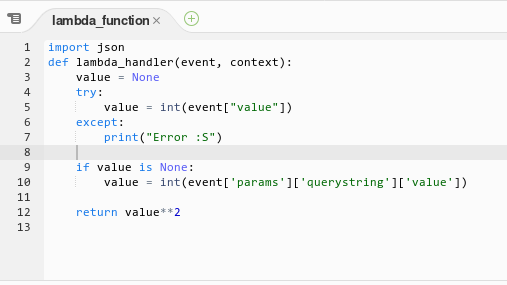 lambda_function
1 import json
2 def lambda_handler(event, context):
3     value = None
4     try:
5         value = int(event["value"])
6     except:
7         print("Error :S")
8
9     if value is None:
10         value = int(event['params']['querystring']['value'])
11
12     return value**2
13